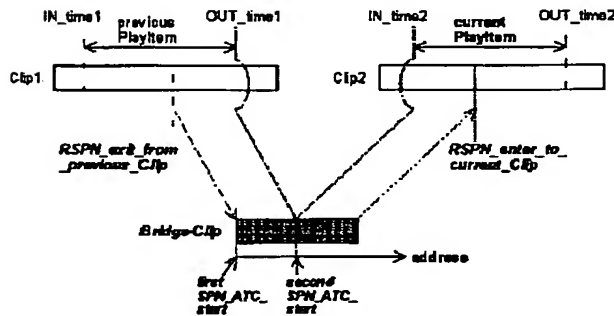 IN_time1
previous
PlayItem
OUT_time1
IN_time2
current
PlayItem
OUT_time2
Clip1
Clip2
RSPN_exit_from
_previous_Clip
RSPN_enter_to_
current_Clip
Bridge-Clip
address
first
SPN_ATC_
start
second
SPN_ATC_
start